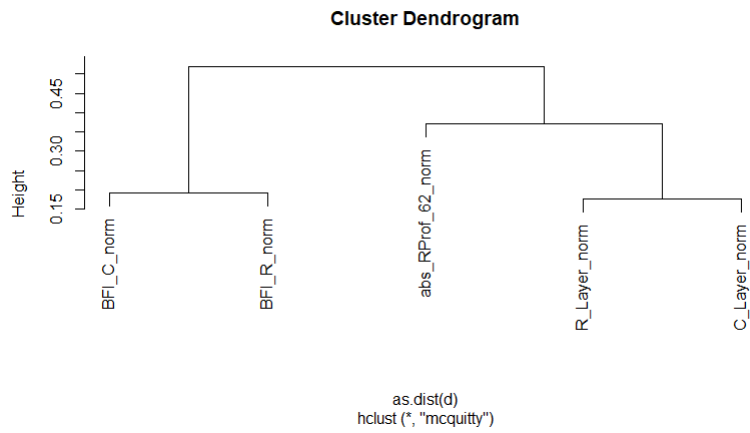 Cluster Dendrogram
Height
0.45
0.30
0.15
BFI_C_norm
BFI_R_norm
abs_RProf_62_norm
R_Layer_norm
C_Layer_norm
as.dist(d)
hclust (*, "mcquitty")